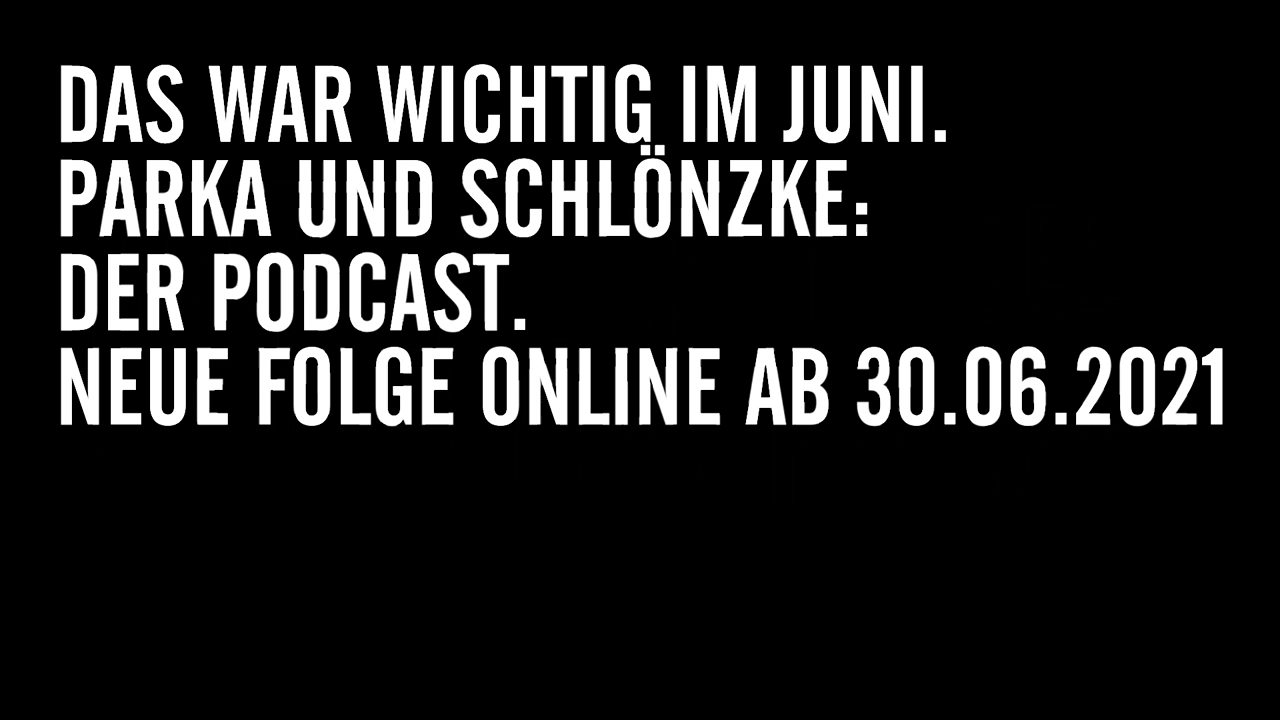 DAS WAR WICHTIG IM JUNI.
PARKA UND SCHLÖNZKE:
DER PODCAST.
NEUE FOLGE ONLINE AB 30.06.2021